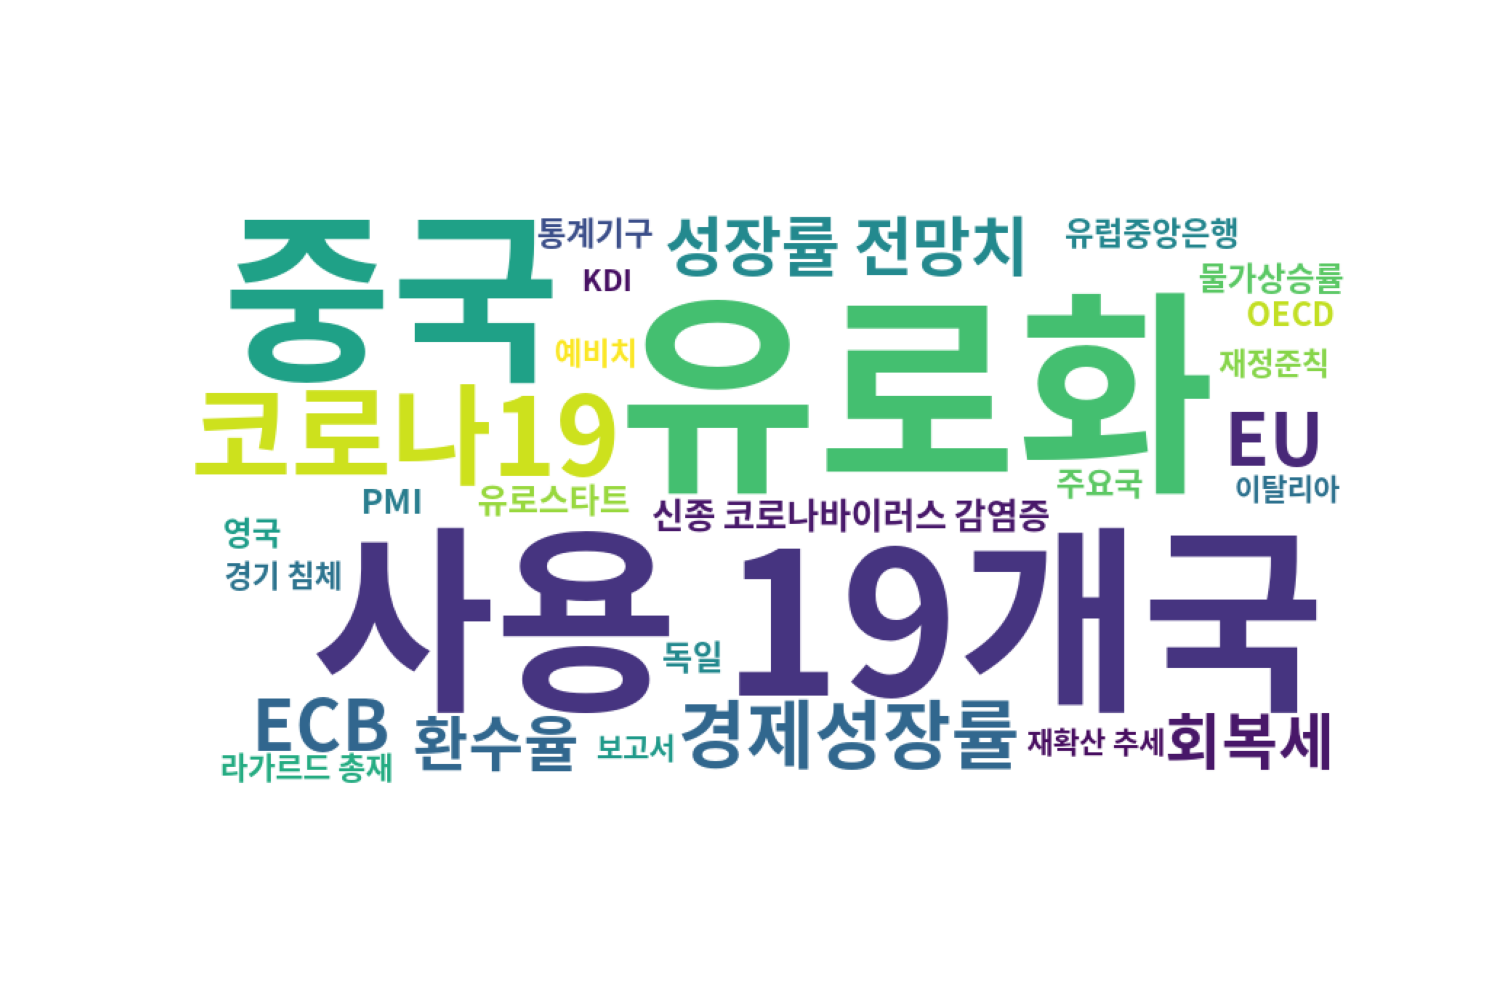 중국
통계기구
성장률 전망치
유럽중앙은행
KDI
물가상승률
OECD
예비치
유로화
재정준칙
코로나19
EU
PMI
유로스타트
주요국
이탈리아
신종 코로나바이러스 감염증
영국
경기 침체
사용 19개국
독일
ECB
환수율
보고서
경제성장률
재확산 추세
회복세
라가르드 총재